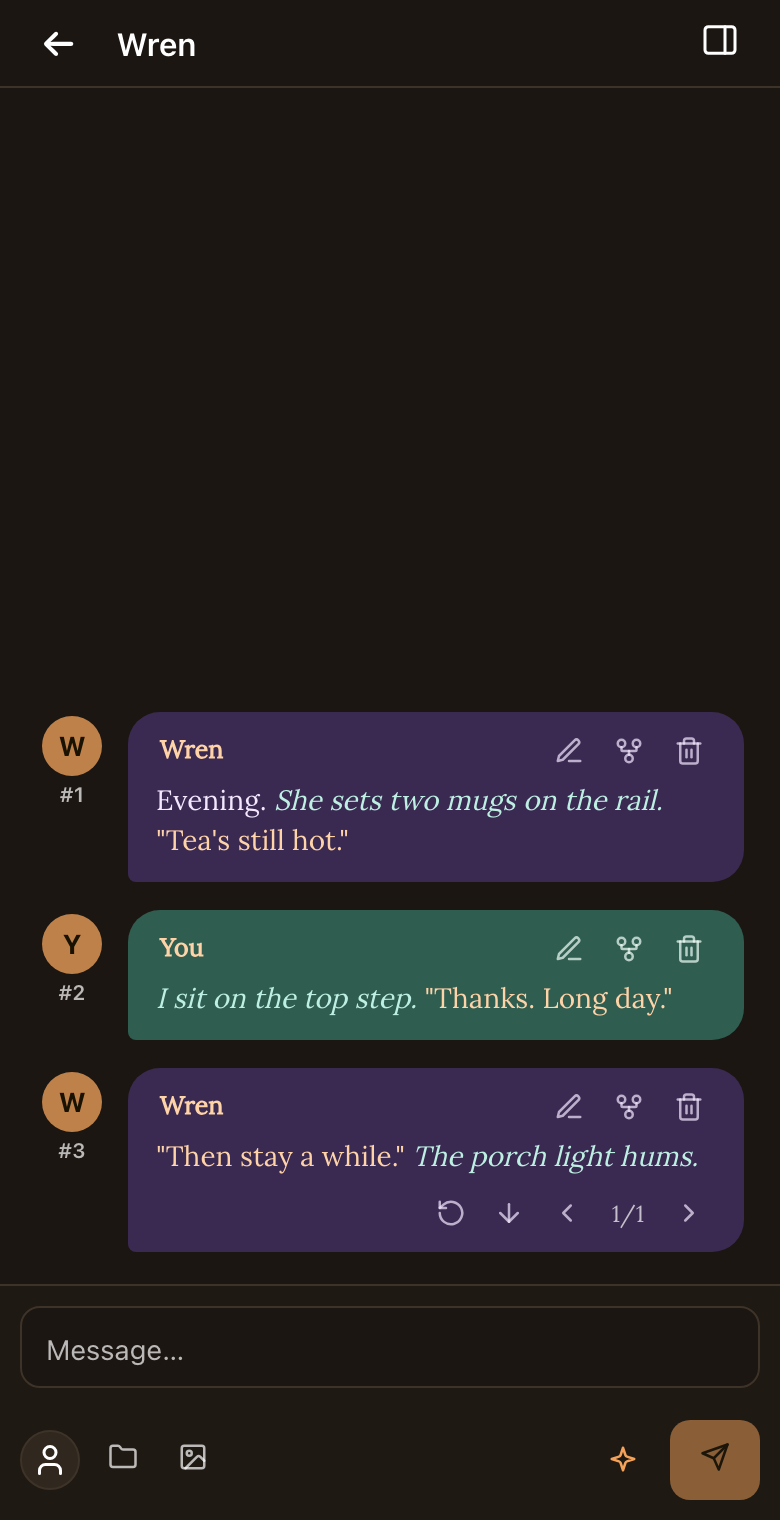 Wren
W
#1
Wren
Evening. She sets two mugs on the rail.
"Tea's still hot."
Y
#2
You
I sit on the top step. "Thanks. Long day."
W
#3
Wren
"Then stay a while." The porch light hums.
1/1
Message...